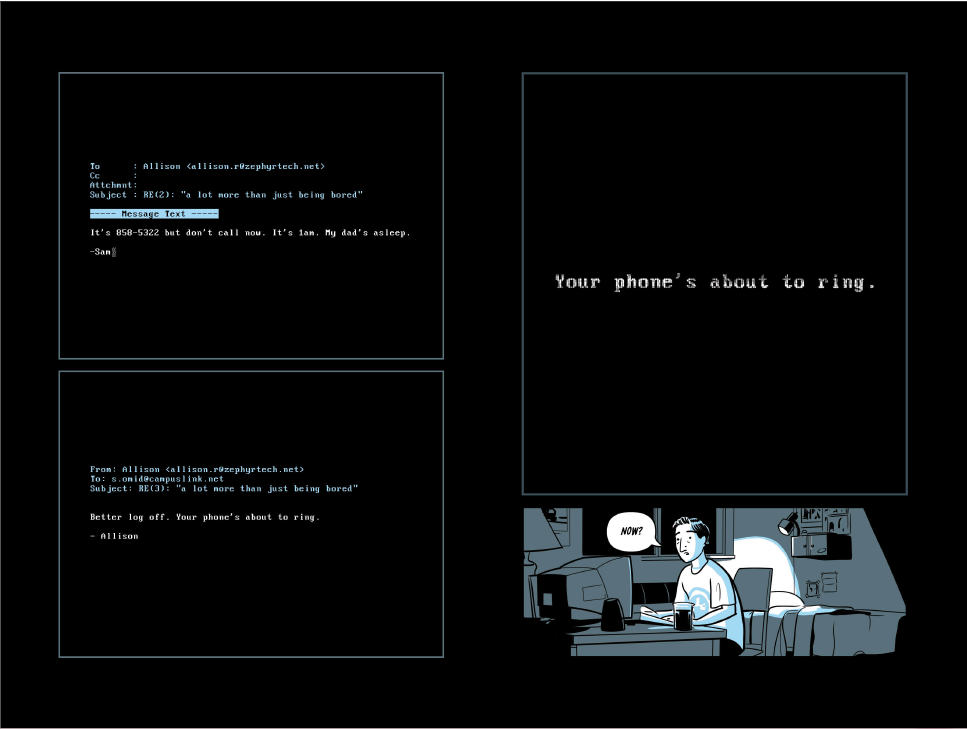 To      : Allison <allison.r@zephyrtech.net>
Cc      :
Attchmnt:
Subject : RE(2): "a lot more than just being bored"
----- Message Text -----
It's 858-5322 but don't call now. It's 1am. My dad's asleep.
-Sam
From: Allison <allison.r@zephyrtech.net>
To: s.omid@campuslink.net
Subject: RE(3): "a lot more than just being bored"
Better log off. Your phone's about to ring.
- Allison
Your phone's about to ring.
NOW?